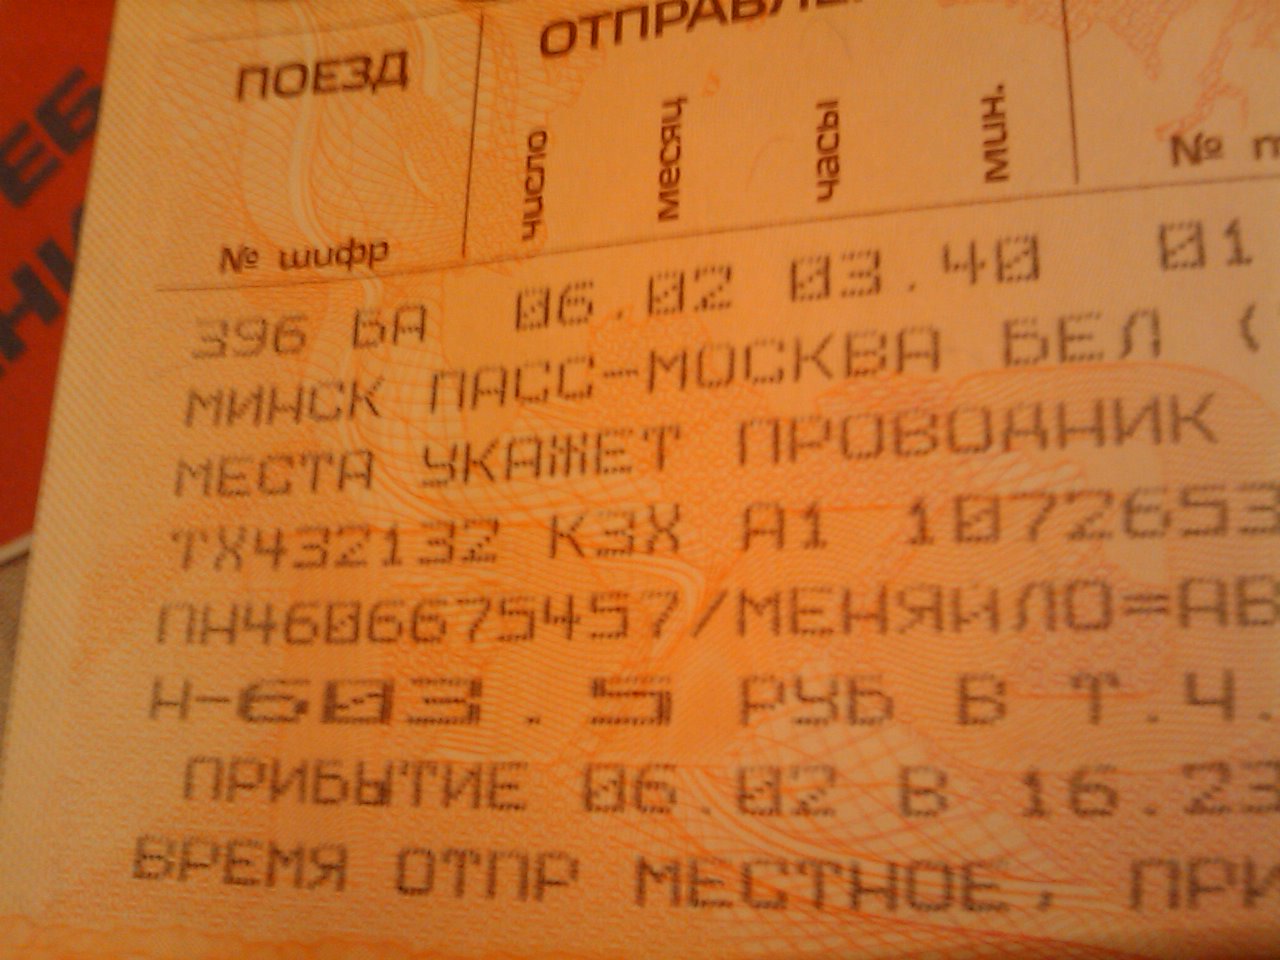 ПОЕЗД
число
месяц
часы
мин.
№ шифр
396 БА 06.02 03.40 01
МИНСК ПАСС-МОСКВА БЕЛ (
МЕСТА УКАЖЕТ ПРОВОДНИК
ТХ432132 КЗХ А1 1072653
ПН4606675457/МЕНЯЙЛО=АВ
Н-603.5 РУБ В Т.Ч.
ПРИБЫТИЕ 06.02 В 16.23
ВРЕМЯ ОТПР МЕСТНОЕ, ПРИ